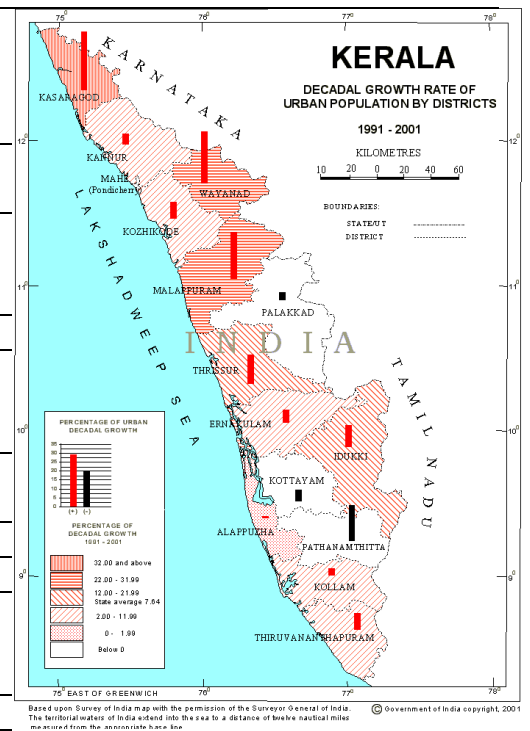 75° 76° 77° 10°
KERALA
DECADAL GROWTH RATE OF
URBAN POPULATION BY DISTRICTS
1991 - 2001
KILOMETRES
10 20 0 20 40 60
BOUNDARIES:
STATE/UT
DISTRICT
KARNATAKA
KASARAGOD
12° 12°
KANNUR
MAHE
(Pondicherry)
WAYANAD
KOZHIKODE
LAKSHADWEEP SEA
11° 11°
MALAPPURAM
PALAKKAD
INDIA
THRISSUR
TAMIL NADU
ERNAKULAM
10° 10°
IDUKKI
KOTTAYAM
ALAPPUZHA
PATHANAMTHITTA
9° 9°
KOLLAM
THIRUVANANTHAPURAM
PERCENTAGE OF URBAN
DECADAL GROWTH
35
30
25
20
15
10
5
0
(+) (-)
PERCENTAGE OF
DECADAL GROWTH
1881 - 2001
32.00 and above
22.00 - 31.99
12.00 - 21.99
State average 7.64
2.00 - 11.99
0 - 1.99
Below 0
75° EAST OF GREENWICH 76° 77° 78°
Based upon Survey of India map with the permission of the Surveyor General of India.
© Government of India copyright, 2001
The territorial waters of India extend into the sea to a distance of twelve nautical miles
measured from the appropriate base line